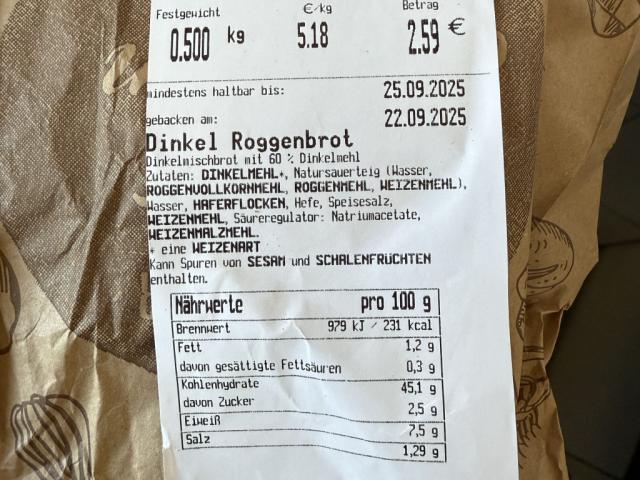 Festgewicht €/kg Betrag
0.500 kg 5.18 2.59 €
mindestens haltbar bis: 25.09.2025
gebacken am: 22.09.2025
Dinkel Roggenbrot
Dinkelmischbrot mit 60 % Dinkelmehl
Zutaten: DINKELMEHL*, Natursauerteig (Wasser,
ROGGENVOLLKORNMEHL, ROGGENMEHL, WEIZENMEHL),
Wasser, HAFERFLOCKEN, Hefe, Speisesalz,
WEIZENMEHL, Säureregulator: Natriumacetate,
WEIZENMALZMEHL.
* eine WEIZENART
Kann Spuren von SESAM und SCHALENFRÜCHTEN
enthalten.
Nährwerte pro 100 g
Brennwert 979 kJ / 231 kcal
Fett 1,2 g
davon gesättigte Fettsäuren 0,3 g
Kohlenhydrate 45,1 g
davon Zucker 2,5 g
Eiweiß 7,5 g
Salz 1,29 g